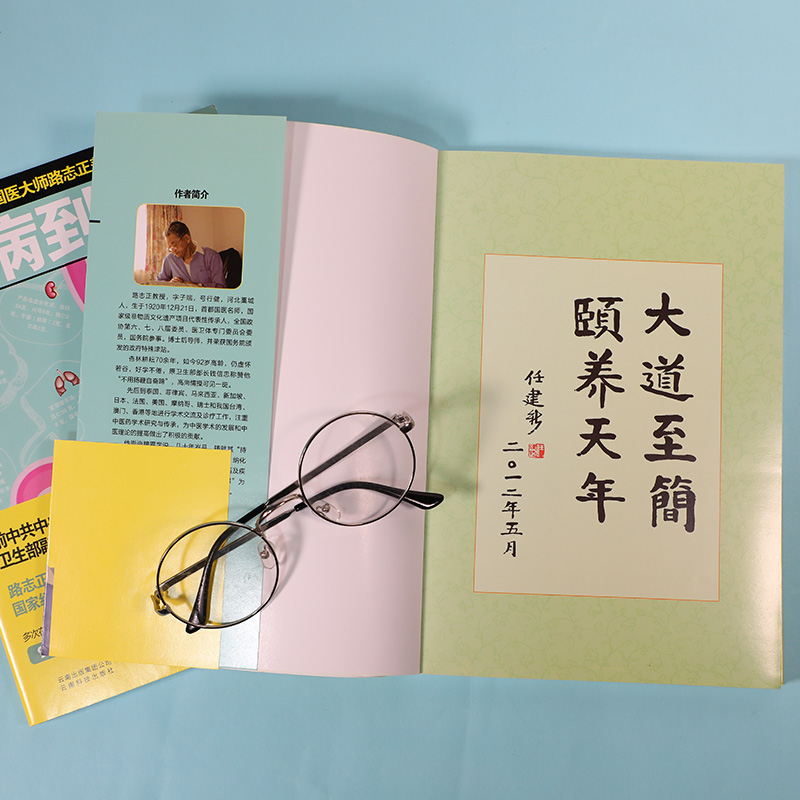 国医大师路志正
病到
前中共中
卫生部副
路志正
国家
多次在
云南出版集团公司
云南科技出版社
作者简介
路志正教授，字子端，号行健，河北藁城
人，生于1920年12月21日，首都国医名师，国
家级非物质文化遗产项目代表性传承人，全国政
协第六、七、八届委员，医卫体专门委员会委
员，国务院参事。博士后导师，并荣获国务院颁
发的政府特殊津贴。
杏林耕耘70余年，如今92岁高龄，仍虚怀
若谷，好学不倦，原卫生部部长钱信忠称赞他
“不用扬鞭自奋蹄”，高尚情操可见一斑。
先后到泰国、菲律宾、马来西亚、新加坡、
日本、法国、美国、摩纳哥、瑞士和我国台湾、
澳门、香港等地进行学术交流及诊疗工作，注重
中医药学术研究与传承，为中医学术的发展和中
医理论的提高做出了积极的贡献。
大道至簡
頤养天年
任建新
二〇一二年五月